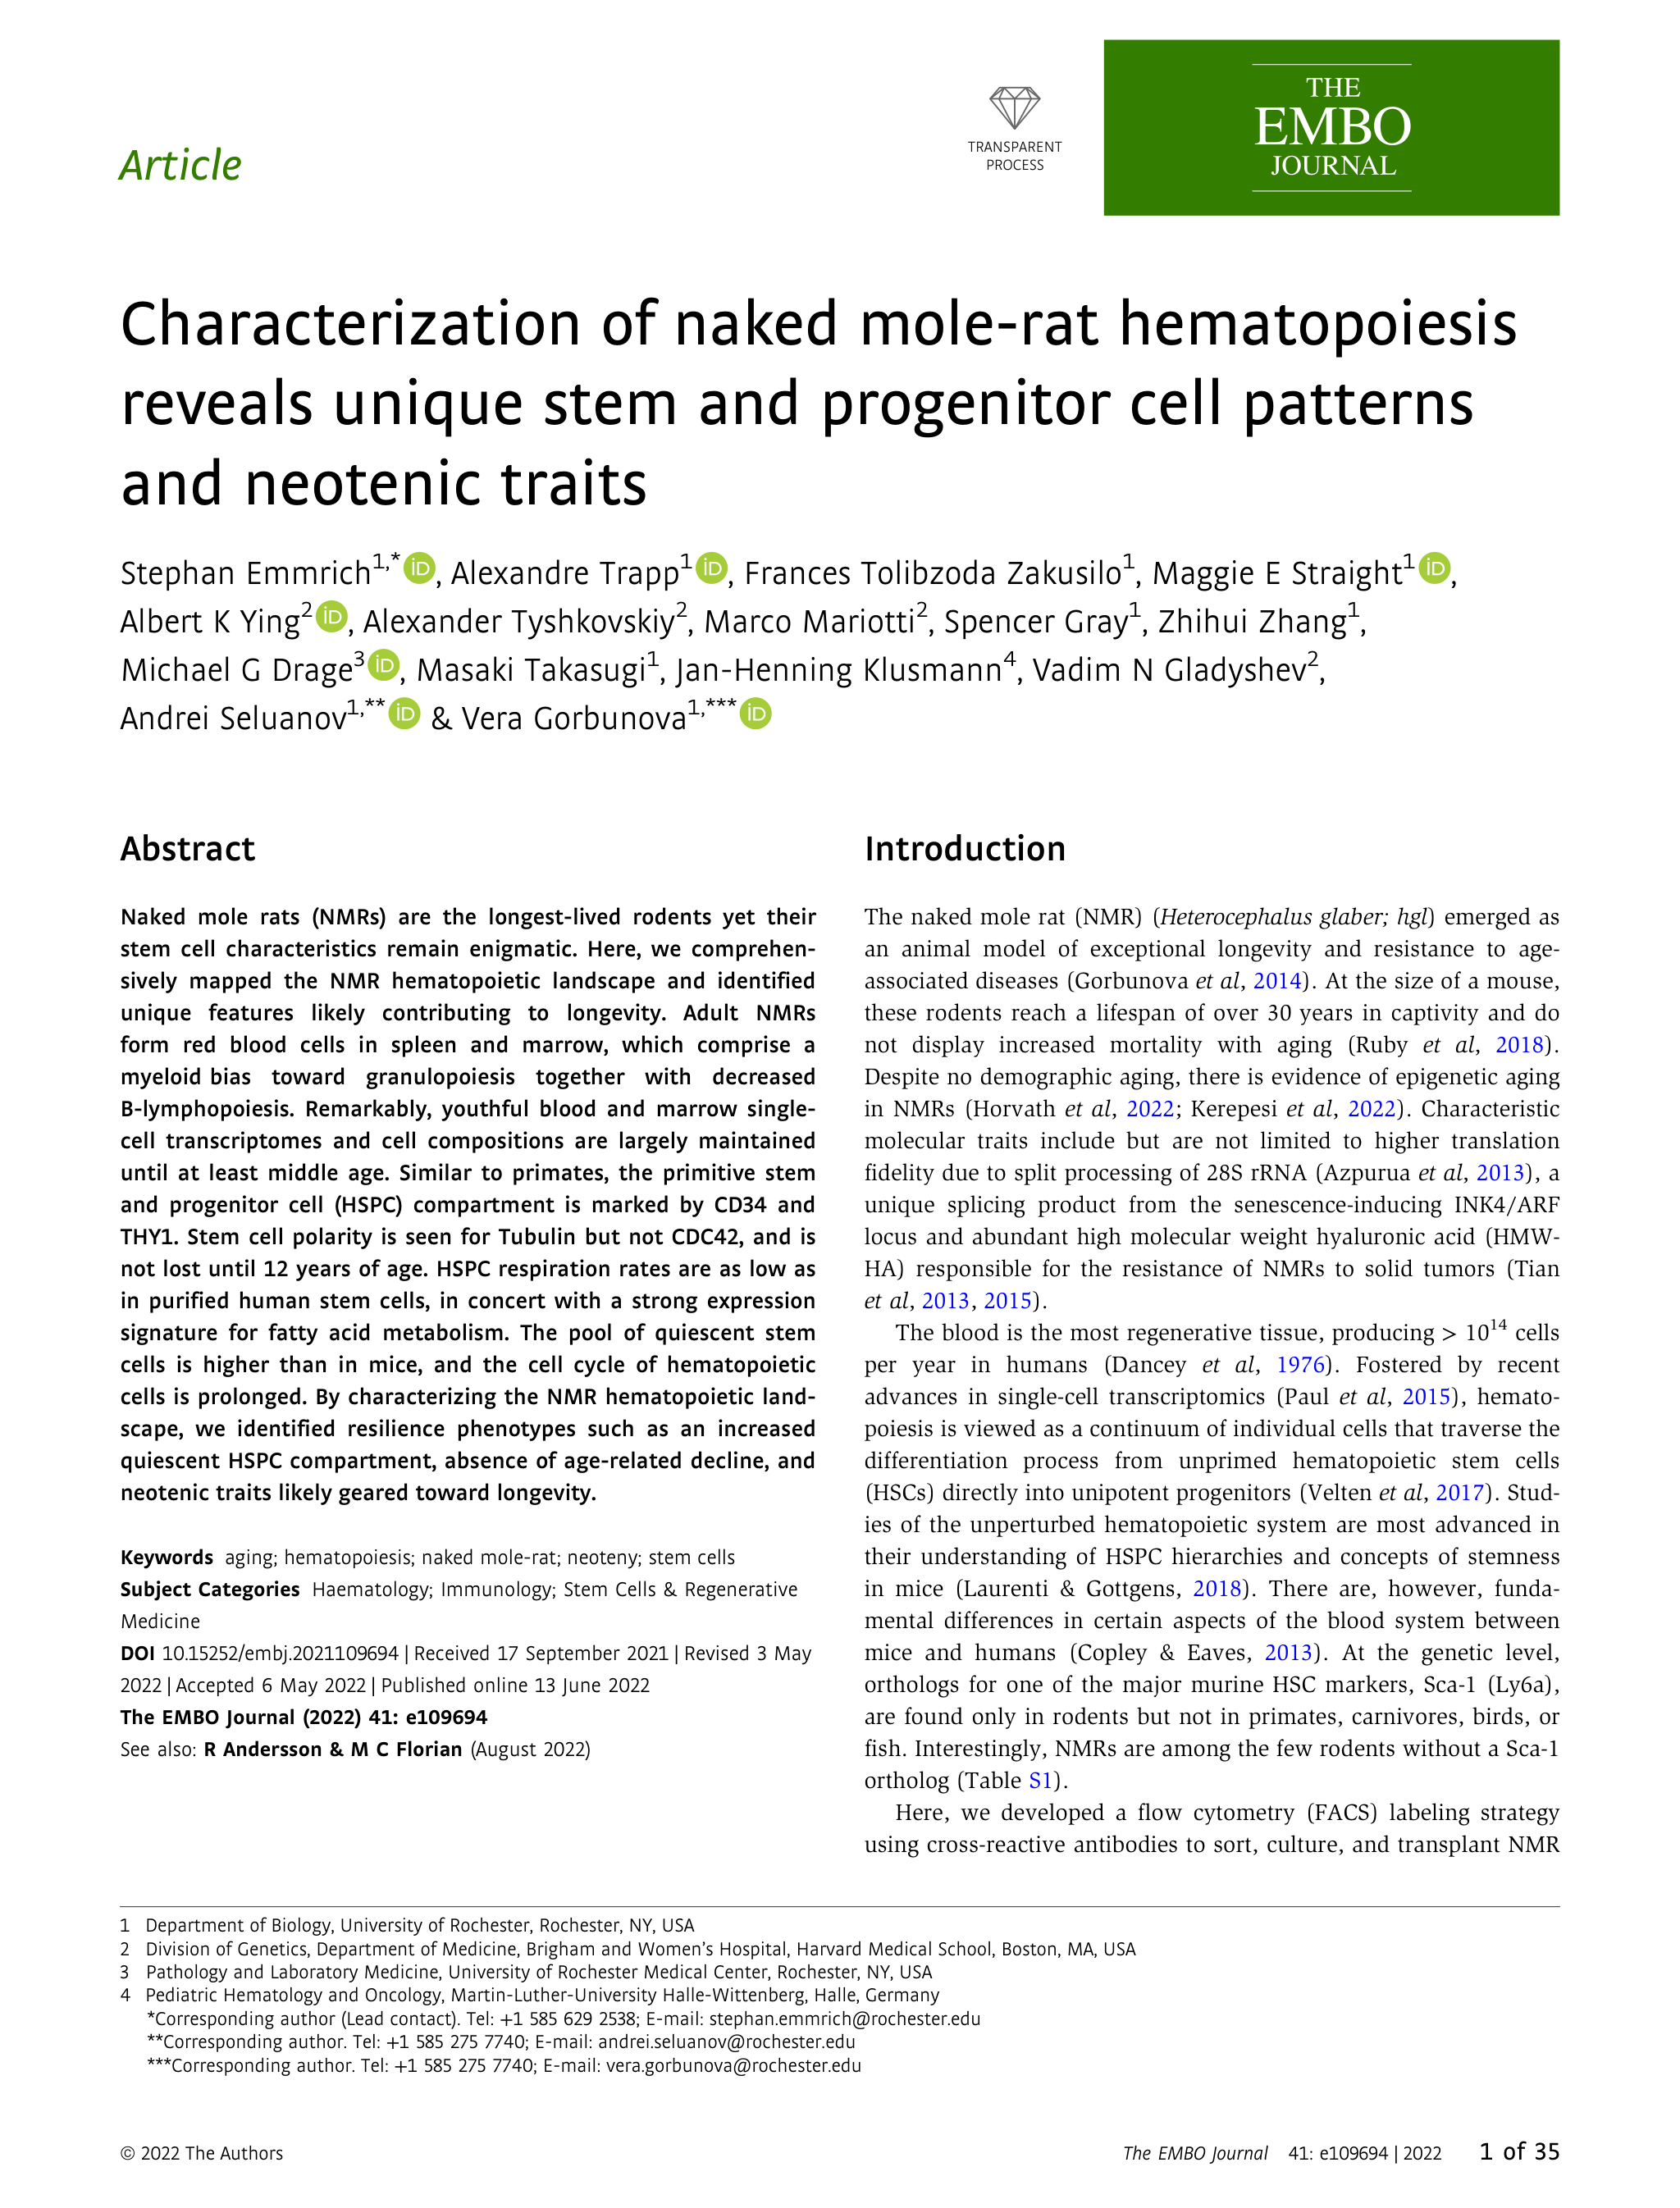 Article
TRANSPARENT
PROCESS
THE
EMBO
JOURNAL
Characterization of naked mole-rat hematopoiesis
reveals unique stem and progenitor cell patterns
and neotenic traits
Stephan Emmrich1,* iD, Alexandre Trapp1 iD, Frances Tolibzoda Zakusilo1, Maggie E Straight1 iD,
Albert K Ying2 iD, Alexander Tyshkovskiy2, Marco Mariotti2, Spencer Gray1, Zhihui Zhang1,
Michael G Drage3 iD, Masaki Takasugi1, Jan-Henning Klusmann4, Vadim N Gladyshev2,
Andrei Seluanov1,** iD & Vera Gorbunova1,*** iD
Abstract
Naked mole rats (NMRs) are the longest-lived rodents yet their
stem cell characteristics remain enigmatic. Here, we comprehen-
sively mapped the NMR hematopoietic landscape and identified
unique features likely contributing to longevity. Adult NMRs
form red blood cells in spleen and marrow, which comprise a
myeloid bias toward granulopoiesis together with decreased
B-lymphopoiesis. Remarkably, youthful blood and marrow single-
cell transcriptomes and cell compositions are largely maintained
until at least middle age. Similar to primates, the primitive stem
and progenitor cell (HSPC) compartment is marked by CD34 and
THY1. Stem cell polarity is seen for Tubulin but not CDC42, and is
not lost until 12 years of age. HSPC respiration rates are as low as
in purified human stem cells, in concert with a strong expression
signature for fatty acid metabolism. The pool of quiescent stem
cells is higher than in mice, and the cell cycle of hematopoietic
cells is prolonged. By characterizing the NMR hematopoietic land-
scape, we identified resilience phenotypes such as an increased
quiescent HSPC compartment, absence of age-related decline, and
neotenic traits likely geared toward longevity.
Keywords aging; hematopoiesis; naked mole-rat; neoteny; stem cells
Subject Categories Haematology; Immunology; Stem Cells & Regenerative
Medicine
DOI 10.15252/embj.2021109694 | Received 17 September 2021 | Revised 3 May
2022 | Accepted 6 May 2022 | Published online 13 June 2022
The EMBO Journal (2022) 41: e109694
See also: R Andersson & M C Florian (August 2022)
Introduction
The naked mole rat (NMR) (Heterocephalus glaber; hgl) emerged as
an animal model of exceptional longevity and resistance to age-
associated diseases (Gorbunova et al, 2014). At the size of a mouse,
these rodents reach a lifespan of over 30 years in captivity and do
not display increased mortality with aging (Ruby et al, 2018).
Despite no demographic aging, there is evidence of epigenetic aging
in NMRs (Horvath et al, 2022; Kerepesi et al, 2022). Characteristic
molecular traits include but are not limited to higher translation
fidelity due to split processing of 28S rRNA (Azpurua et al, 2013), a
unique splicing product from the senescence-inducing INK4/ARF
locus and abundant high molecular weight hyaluronic acid (HMW-
HA) responsible for the resistance of NMRs to solid tumors (Tian
et al, 2013, 2015).
The blood is the most regenerative tissue, producing > 1014 cells
per year in humans (Dancey et al, 1976). Fostered by recent
advances in single-cell transcriptomics (Paul et al, 2015), hemato-
poiesis is viewed as a continuum of individual cells that traverse the
differentiation process from unprimed hematopoietic stem cells
(HSCs) directly into unipotent progenitors (Velten et al, 2017). Stud-
ies of the unperturbed hematopoietic system are most advanced in
their understanding of HSPC hierarchies and concepts of stemness
in mice (Laurenti & Gottgens, 2018). There are, however, funda-
mental differences in certain aspects of the blood system between
mice and humans (Copley & Eaves, 2013). At the genetic level,
orthologs for one of the major murine HSC markers, Sca-1 (Ly6a),
are found only in rodents but not in primates, carnivores, birds, or
fish. Interestingly, NMRs are among the few rodents without a Sca-1
ortholog (Table S1).
Here, we developed a flow cytometry (FACS) labeling strategy
using cross-reactive antibodies to sort, culture, and transplant NMR
1 Department of Biology, University of Rochester, Rochester, NY, USA
2 Division of Genetics, Department of Medicine, Brigham and Women's Hospital, Harvard Medical School, Boston, MA, USA
3 Pathology and Laboratory Medicine, University of Rochester Medical Center, Rochester, NY, USA
4 Pediatric Hematology and Oncology, Martin-Luther-University Halle-Wittenberg, Halle, Germany
*Corresponding author (Lead contact). Tel: +1 585 629 2538; E-mail: stephan.emmrich@rochester.edu
**Corresponding author. Tel: +1 585 275 7740; E-mail: andrei.seluanov@rochester.edu
***Corresponding author. Tel: +1 585 275 7740; E-mail: vera.gorbunova@rochester.edu
© 2022 The Authors
The EMBO Journal 41: e109694 | 2022 1 of 35